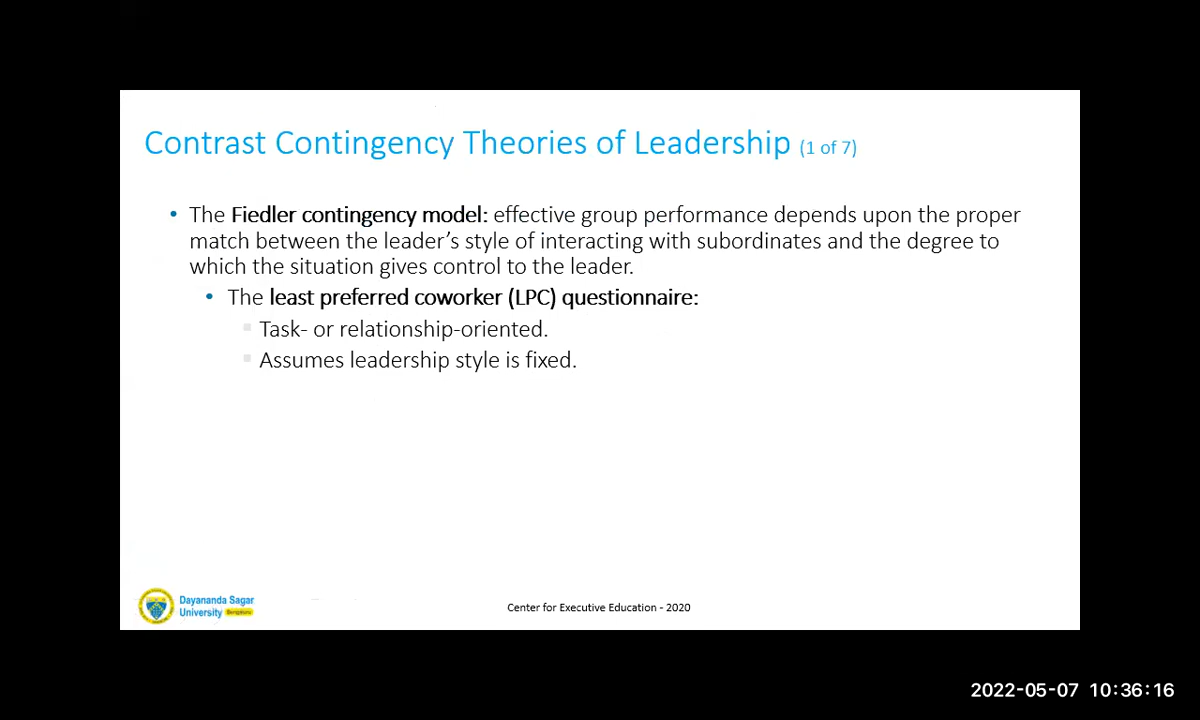 Contrast Contingency Theories of Leadership (1 of 7)
• The Fiedler contingency model: effective group performance depends upon the proper
match between the leader’s style of interacting with subordinates and the degree to
which the situation gives control to the leader.
• The least preferred coworker (LPC) questionnaire:
Task- or relationship-oriented.
Assumes leadership style is fixed.
Dayananda Sagar
University Bengaluru
Center for Executive Education - 2020
2022-05-07 10:36:16